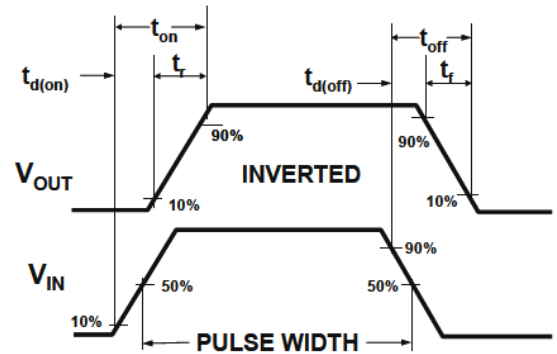 ton
toff
tr
tf
td(on)
td(off)
90%
90%
VOUT
INVERTED
10%
10%
90%
VIN
50%
50%
10%
PULSE WIDTH